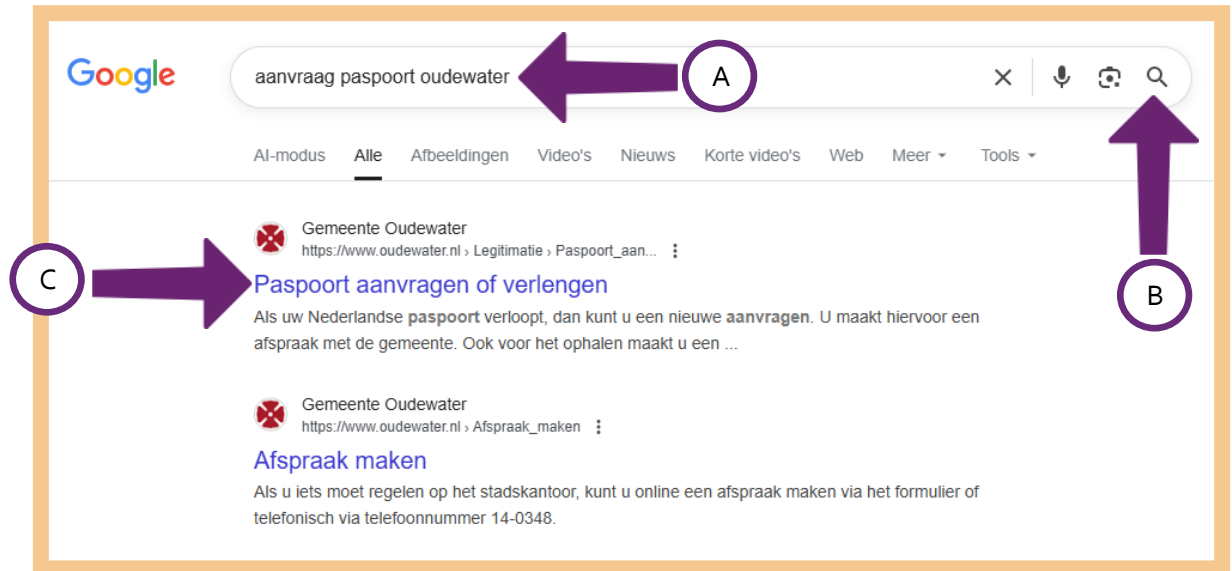 Google
aanvraag paspoort oudewater
A
AI-modus Alle Afbeeldingen Video's Nieuws Korte video's Web Meer Tools
Gemeente Oudewater
https://www.oudewater.nl › Legitimatie › Paspoort_aan...
C
Paspoort aanvragen of verlengen
B
Als uw Nederlandse paspoort verloopt, dan kunt u een nieuwe aanvragen. U maakt hiervoor een
afspraak met de gemeente. Ook voor het ophalen maakt u een ...
Gemeente Oudewater
https://www.oudewater.nl › Afspraak_maken
Afspraak maken
Als u iets moet regelen op het stadskantoor, kunt u online een afspraak maken via het formulier of
telefonisch via telefoonnummer 14-0348.